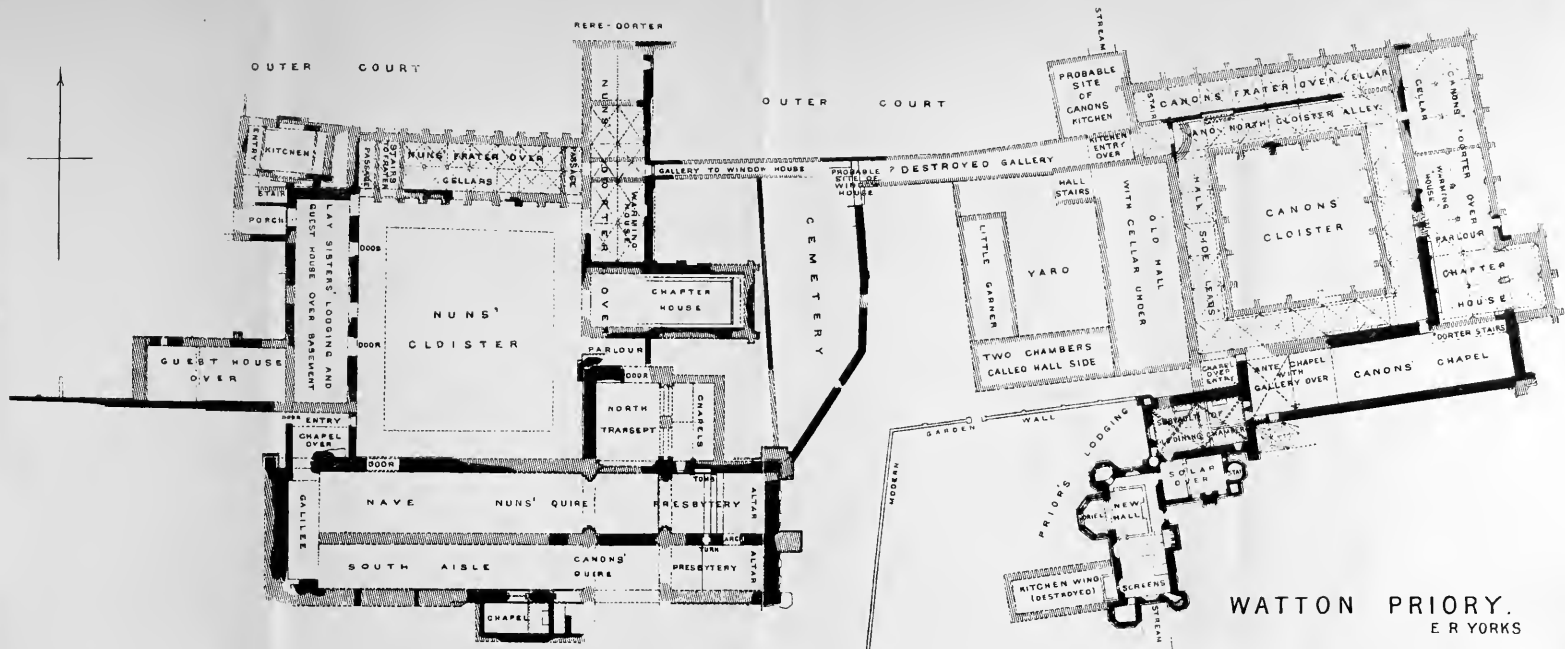 RERE-DORTER
OUTER COURT
ENTRY
KITCHEN
STAIR
PORCH
PASSAGE
STAIRS
TO FRATER
NUNS FRATER OVER
CELLARS
PASSAGE
NUNS' DORTER
OVER
WARMING
HOUSE
LAY SISTERS' LODGING AND
GUEST HOUSE OVER BASEMENT
DOOR
DOOR
NUNS'
CLOISTER
CHAPTER
HOUSE
PARLOUR
DOOR
NORTH
TRANSEPT
CHAPELS
GUEST HOUSE
OVER
DOOR
ENTRY
CHAPEL
OVER
DOOR
GALILEE
NAVE
NUNS' QUIRE
PRESBYTERY
TOMB
ALTAR
SOUTH AISLE
CANONS'
QUIRE
TURN
ARCH
PRESBYTERY
ALTAR
CHAPEL
OUTER COURT
GALLERY TO WINDOW HOUSE
PROBABLE
SITE OF
WINDOW
HOUSE
? DESTROYED GALLERY
CEMETERY
STREAM
PROBABLE
SITE
OF
CANONS
KITCHEN
STAIR
CANONS FRATER OVER CELLAR
AND NORTH CLOISTER ALLEY
KITCHEN
ENTRY
OVER
HALL
STAIRS
LITTLE GARNER
YARD
TWO CHAMBERS
CALLED HALL SIDE
OLD HALL
WITH CELLAR UNDER
HALL SIDE LEADS
CANONS'
CLOISTER
CANONS' DORTER OVER
CELLAR
WARMING
HOUSE
&
PARLOUR
CHAPTER
HOUSE
DORTER STAIRS
CHAPEL
OVER
ENTRY
ANTE CHAPEL
WITH
GALLERY OVER
CANONS' CHAPEL
MODERN GARDEN WALL
PRIOR'S LODGING
DINING CHAMBER
SOLAR
OVER
ORIEL
NEW
HALL
SCREENS
KITCHEN WING
(DESTROYED)
STREAM
WATTON PRIORY.
E R YORKS